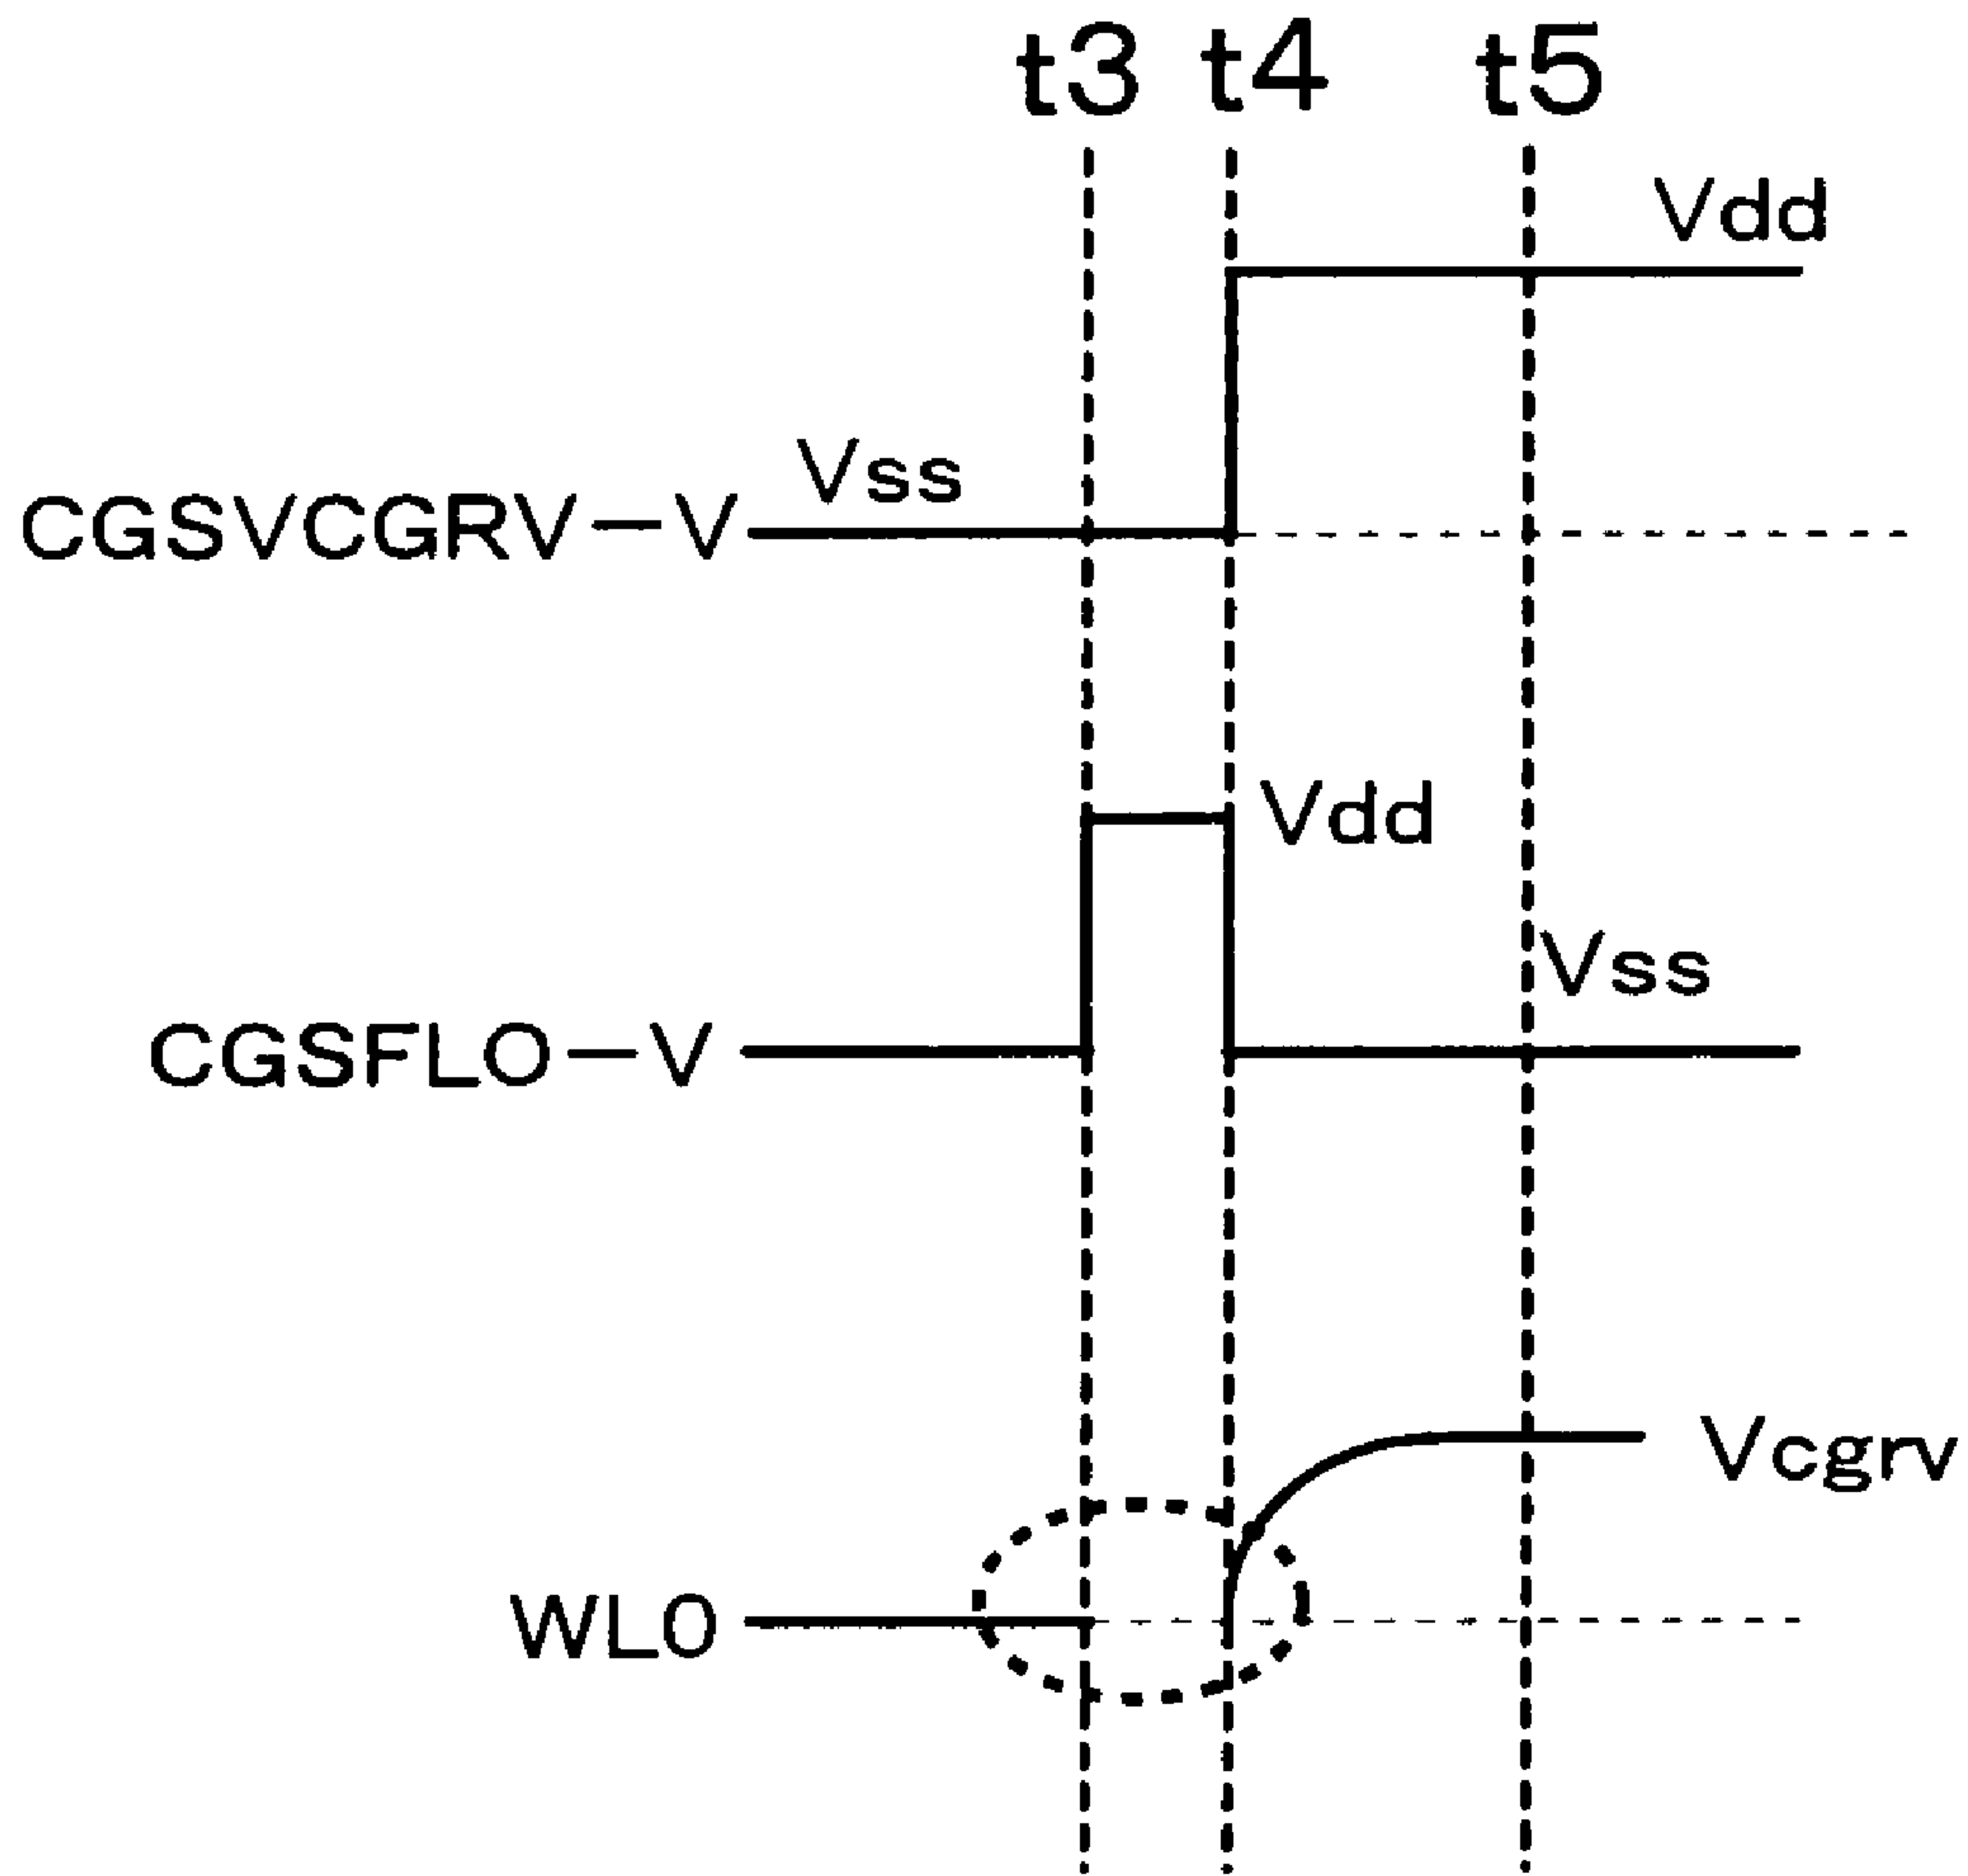 t3 t4 t5
Vdd
Vss
CGSVCGRV—V
Vdd
Vss
CGSFLO—V
Vcgrv
WL0